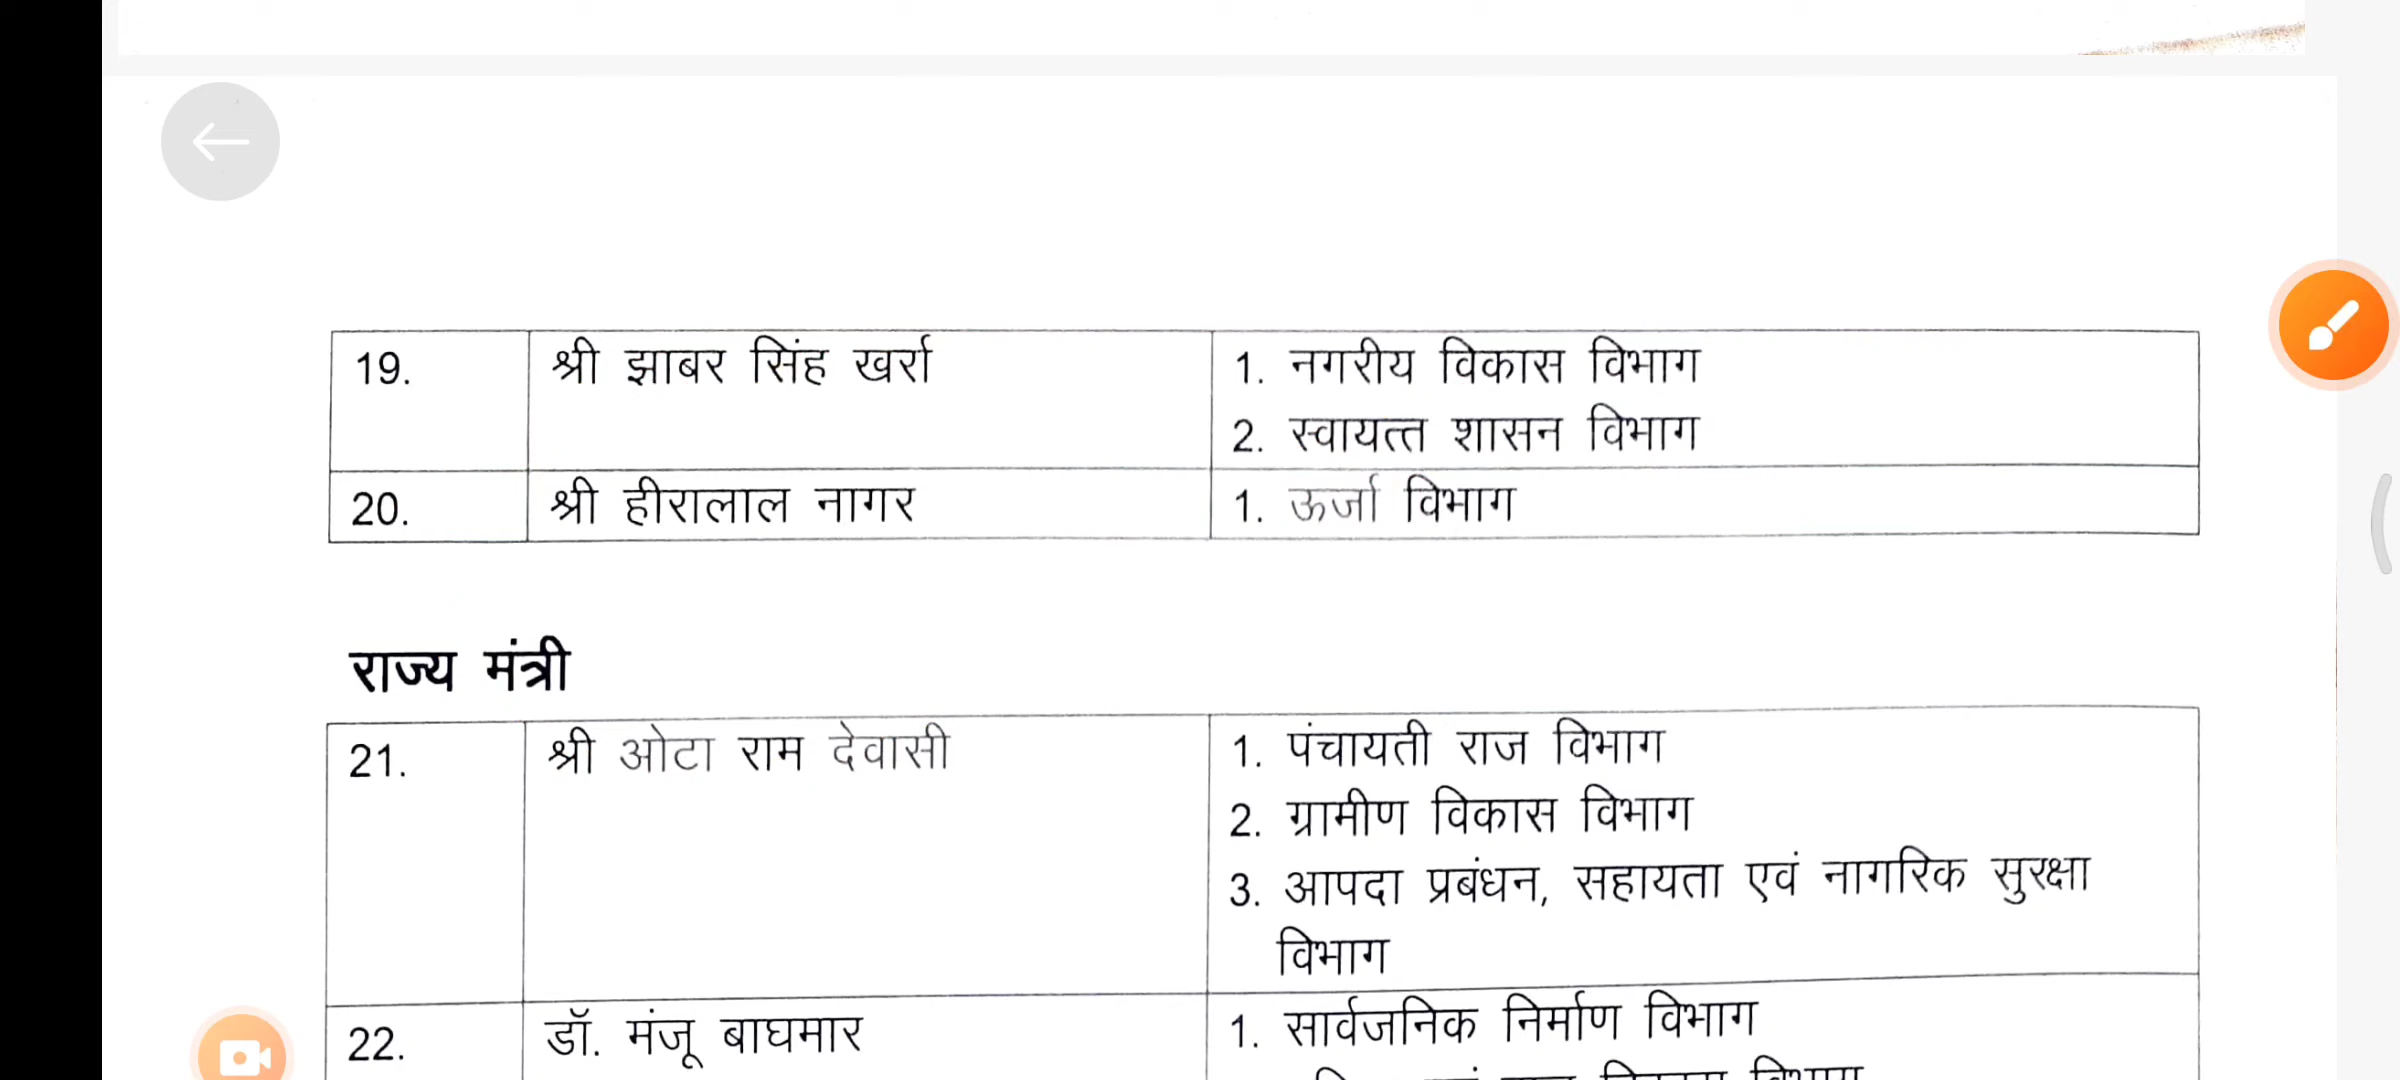 19. श्री झाबर सिंह खर्रा 1. नगरीय विकास विभाग
2. स्वायत्त शासन विभाग
20. श्री हीरालाल नागर 1. ऊर्जा विभाग
राज्य मंत्री
21. श्री ओटा राम देवासी 1. पंचायती राज विभाग
2. ग्रामीण विकास विभाग
3. आपदा प्रबंधन, सहायता एवं नागरिक सुरक्षा
विभाग
22. डॉ. मंजू बाघमार 1. सार्वजनिक निर्माण विभाग